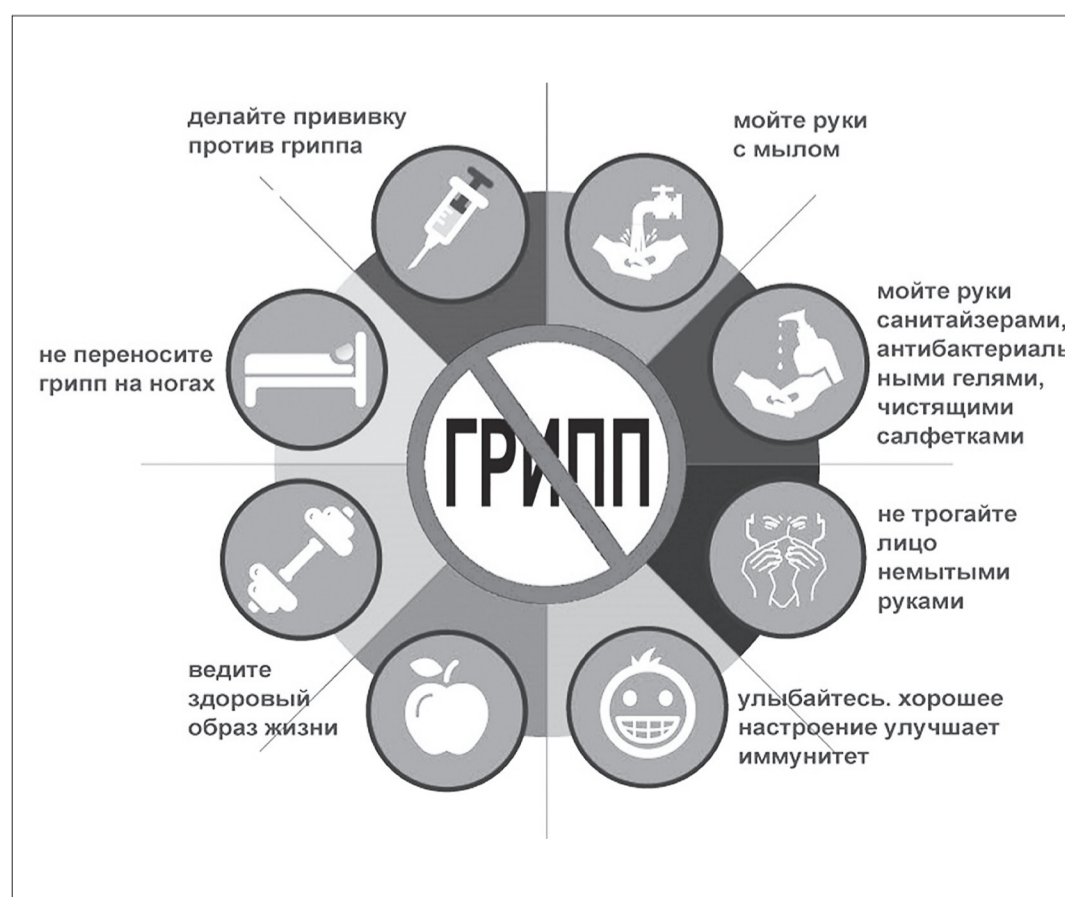 делайте прививку
против гриппа
мойте руки
с мылом
мойте руки
санитайзерами,
антибактериаль
ными гелями,
чистящими
салфетками
не трогайте
лицо
немытыми
руками
улыбайтесь. хорошее
настроение улучшает
иммунитет
ведите
здоровый
образ жизни
не переносите
грипп на ногах
ГРИПП